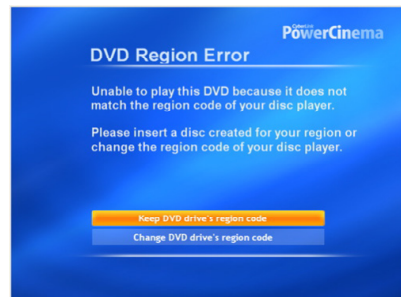 CyberLink
PowerCinema
DVD Region Error
Unable to play this DVD because it does not
match the region code of your disc player.
Please insert a disc created for your region or
change the region code of your disc player.
Keep DVD drive's region code
Change DVD drive's region code